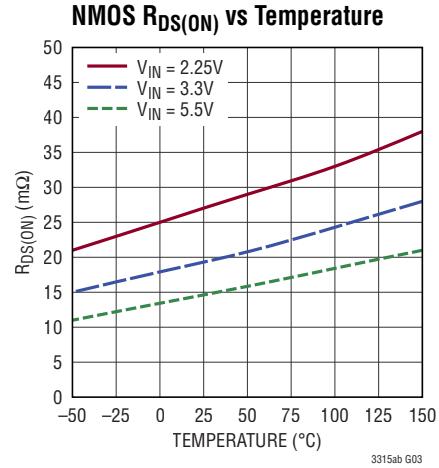 NMOS RDS(ON) vs Temperature
50
45
40
35
30
25
20
15
10
5
0
RDS(ON) (mΩ)
VIN = 2.25V
VIN = 3.3V
VIN = 5.5V
–50 –25 0 25 50 75 100 125 150
TEMPERATURE (°C)
3315ab G03